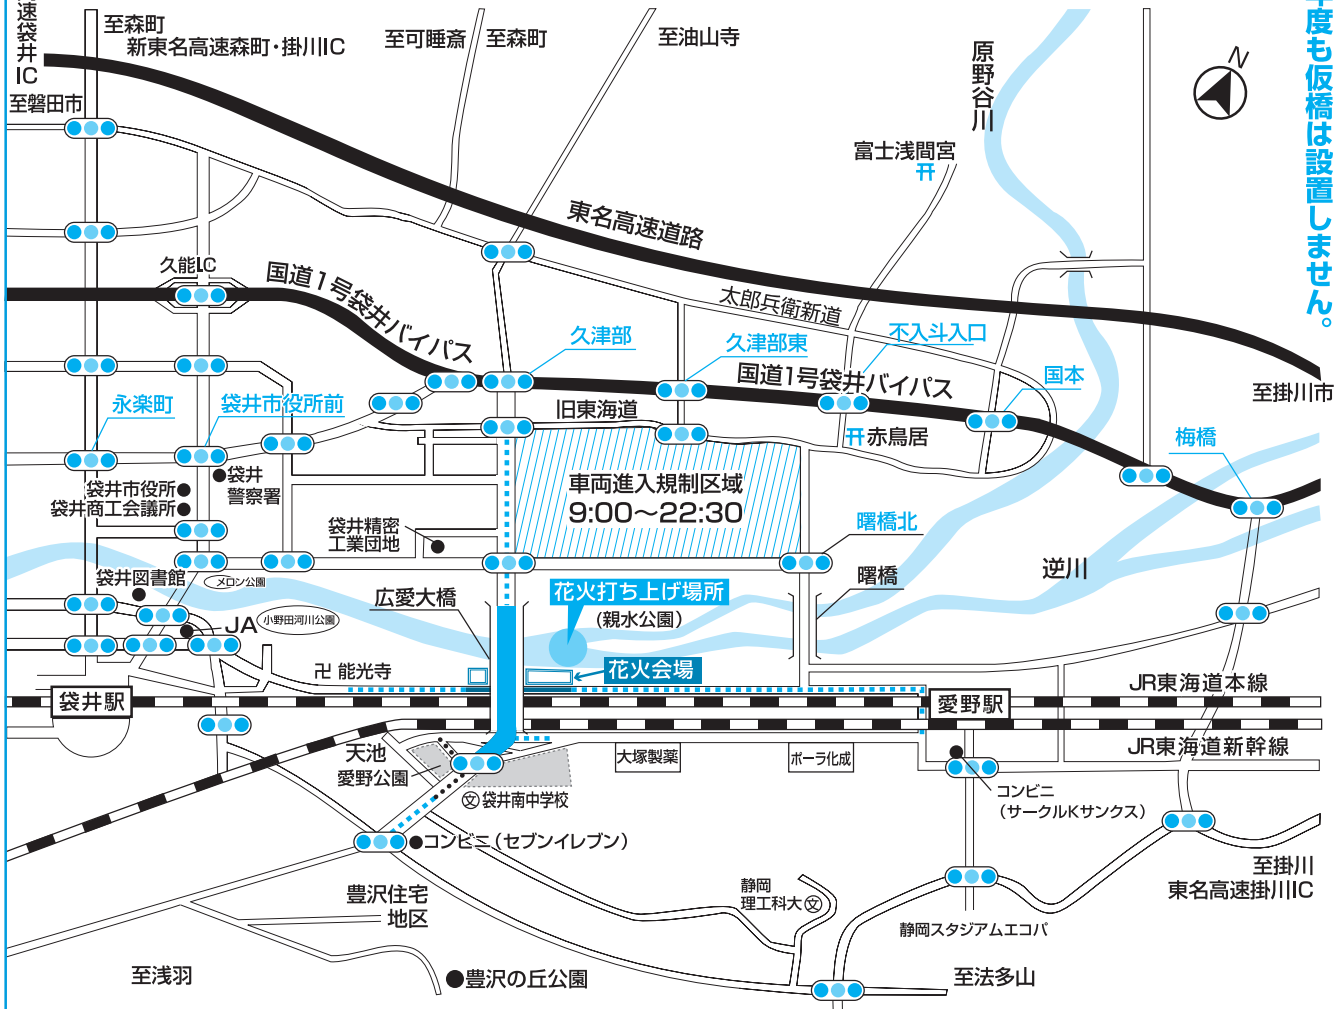 速袋井IC
至森町
新東名高速森町・掛川IC
至可睡斎
至森町
至油山寺
原野谷川
N
年度も仮橋は設置しません。
至磐田市
富士浅間宮
東名高速道路
久能IC
国道1号袋井バイパス
太郎兵衛新道
久津部
久津部東
不入斗入口
国道1号袋井バイパス
国本
至掛川市
永楽町
袋井市役所前
旧東海道
赤鳥居
梅橋
袋井市役所
袋井商工会議所
袋井
警察署
車両進入規制区域
9:00〜22:30
袋井精密
工業団地
曙橋北
袋井図書館
メロン公園
広愛大橋
花火打ち上げ場所
(親水公園)
曙橋
逆川
JA
小野田河川公園
卍 能光寺
花火会場
袋井駅
愛野駅
JR東海道本線
JR東海道新幹線
天池
愛野公園
大塚製薬
ポーラ化成
文 袋井南中学校
コンビニ
(サークルKサンクス)
コンビニ(セブンイレブン)
豊沢住宅
地区
静岡
理工科大 文
至掛川
東名高速掛川IC
静岡スタジアムエコパ
至浅羽
豊沢の丘公園
至法多山